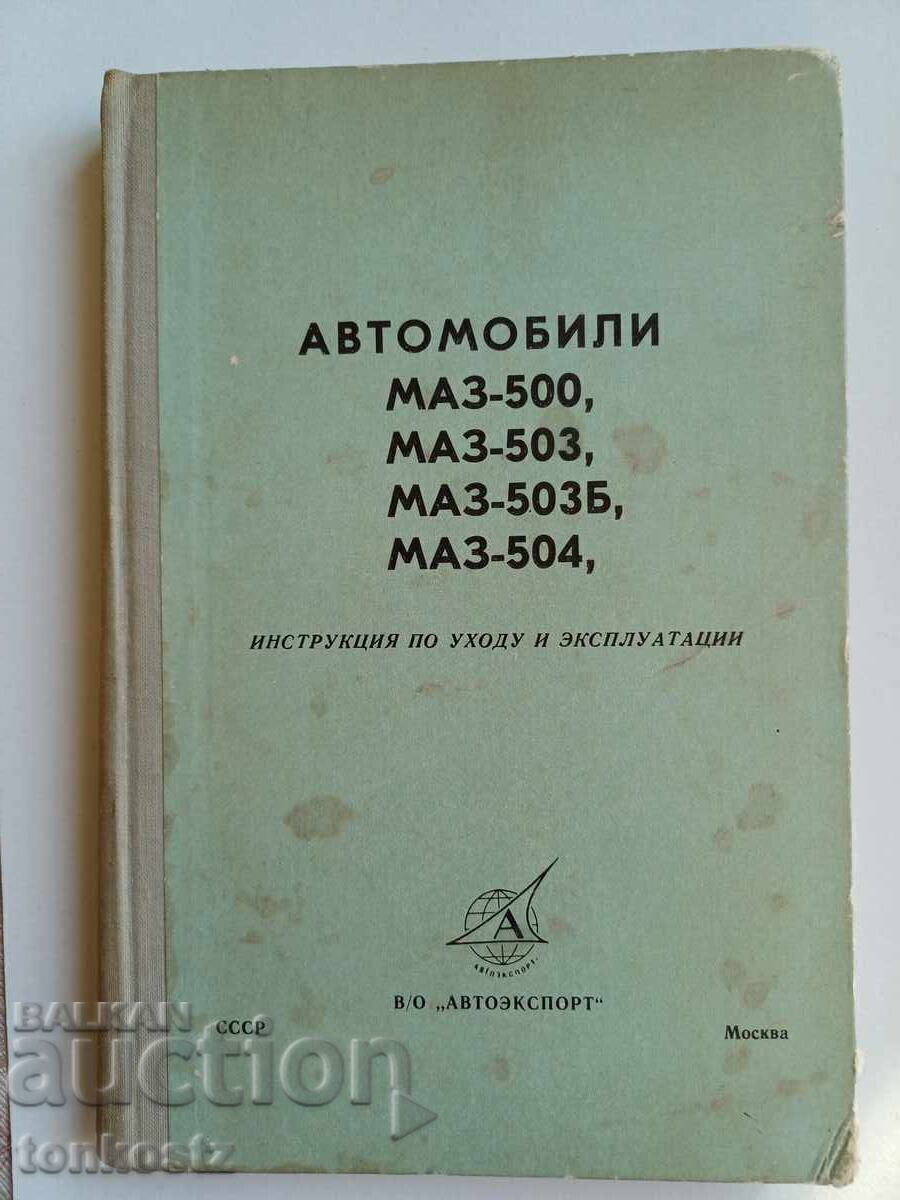 АВТОМОБИЛИ
МАЗ-500,
МАЗ-503,
МАЗ-503Б,
МАЗ-504,
ИНСТРУКЦИЯ ПО УХОДУ И ЭКСПЛУАТАЦИИ
А
АВТОЭКСПОРТ
В/О „АВТОЭКСПОРТ“
СССР
Москва
BALKAN
auction
tonkostz